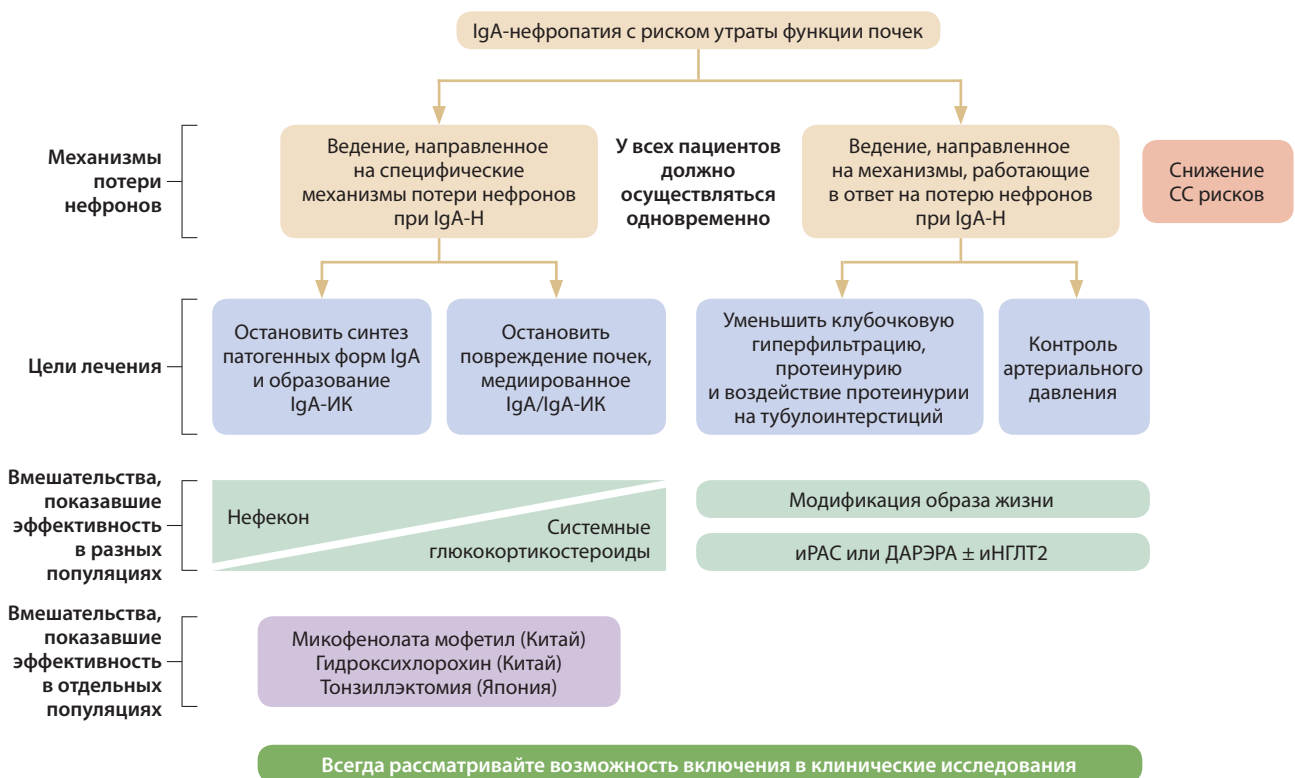 IgA-нефропатия с риском утраты функции почек
Механизмы
потери
нефронов
Ведение, направленное
на специфические
механизмы потери нефронов
при IgA-Н
У всех пациентов
должно
осуществляться
одновременно
Ведение, направленное
на механизмы, работающие
в ответ на потерю нефронов
при IgA-Н
Снижение
СС рисков
Цели лечения
Остановить синтез
патогенных форм IgA
и образование
IgA-ИК
Остановить
повреждение почек,
медиированное
IgA/IgA-ИК
Уменьшить клубочковую
гиперфильтрацию,
протеинурию
и воздействие протеинурии
на тубулоинтерстиций
Контроль
артериального
давления
Вмешательства,
показавшие
эффективность
в разных
популяциях
Нефекон
Системные
глюкокортикостероиды
Модификация образа жизни
иРАС или ДАРЭРА ± иНГЛТ2
Вмешательства,
показавшие
эффективность
в отдельных
популяциях
Микофенолата мофетил (Китай)
Гидроксихлорохин (Китай)
Тонзиллэктомия (Япония)
Всегда рассматривайте возможность включения в клинические исследования